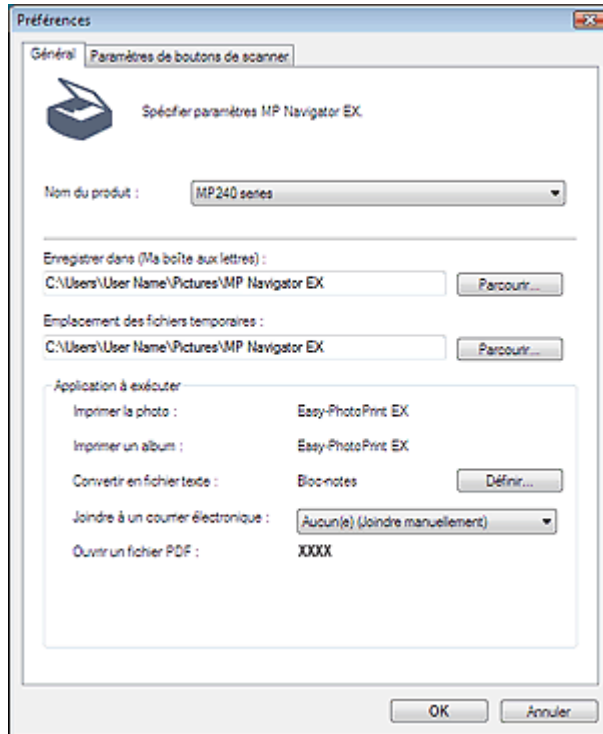 Préférences
Général Paramètres de boutons de scanner
Spécifier paramètres MP Navigator EX.
Nom du produit : MP240 series
Enregistrer dans (Ma boîte aux lettres) :
C:\Users\User Name\Pictures\MP Navigator EX Parcourir...
Emplacement des fichiers temporaires :
C:\Users\User Name\Pictures\MP Navigator EX Parcourir...
Application à exécuter
Imprimer la photo : Easy-PhotoPrint EX
Imprimer un album : Easy-PhotoPrint EX
Convertir en fichier texte : Bloc-notes Définir...
Joindre à un courrier électronique : Aucun(e) (Joindre manuellement)
Ouvrir un fichier PDF : XXXX
OK Annuler